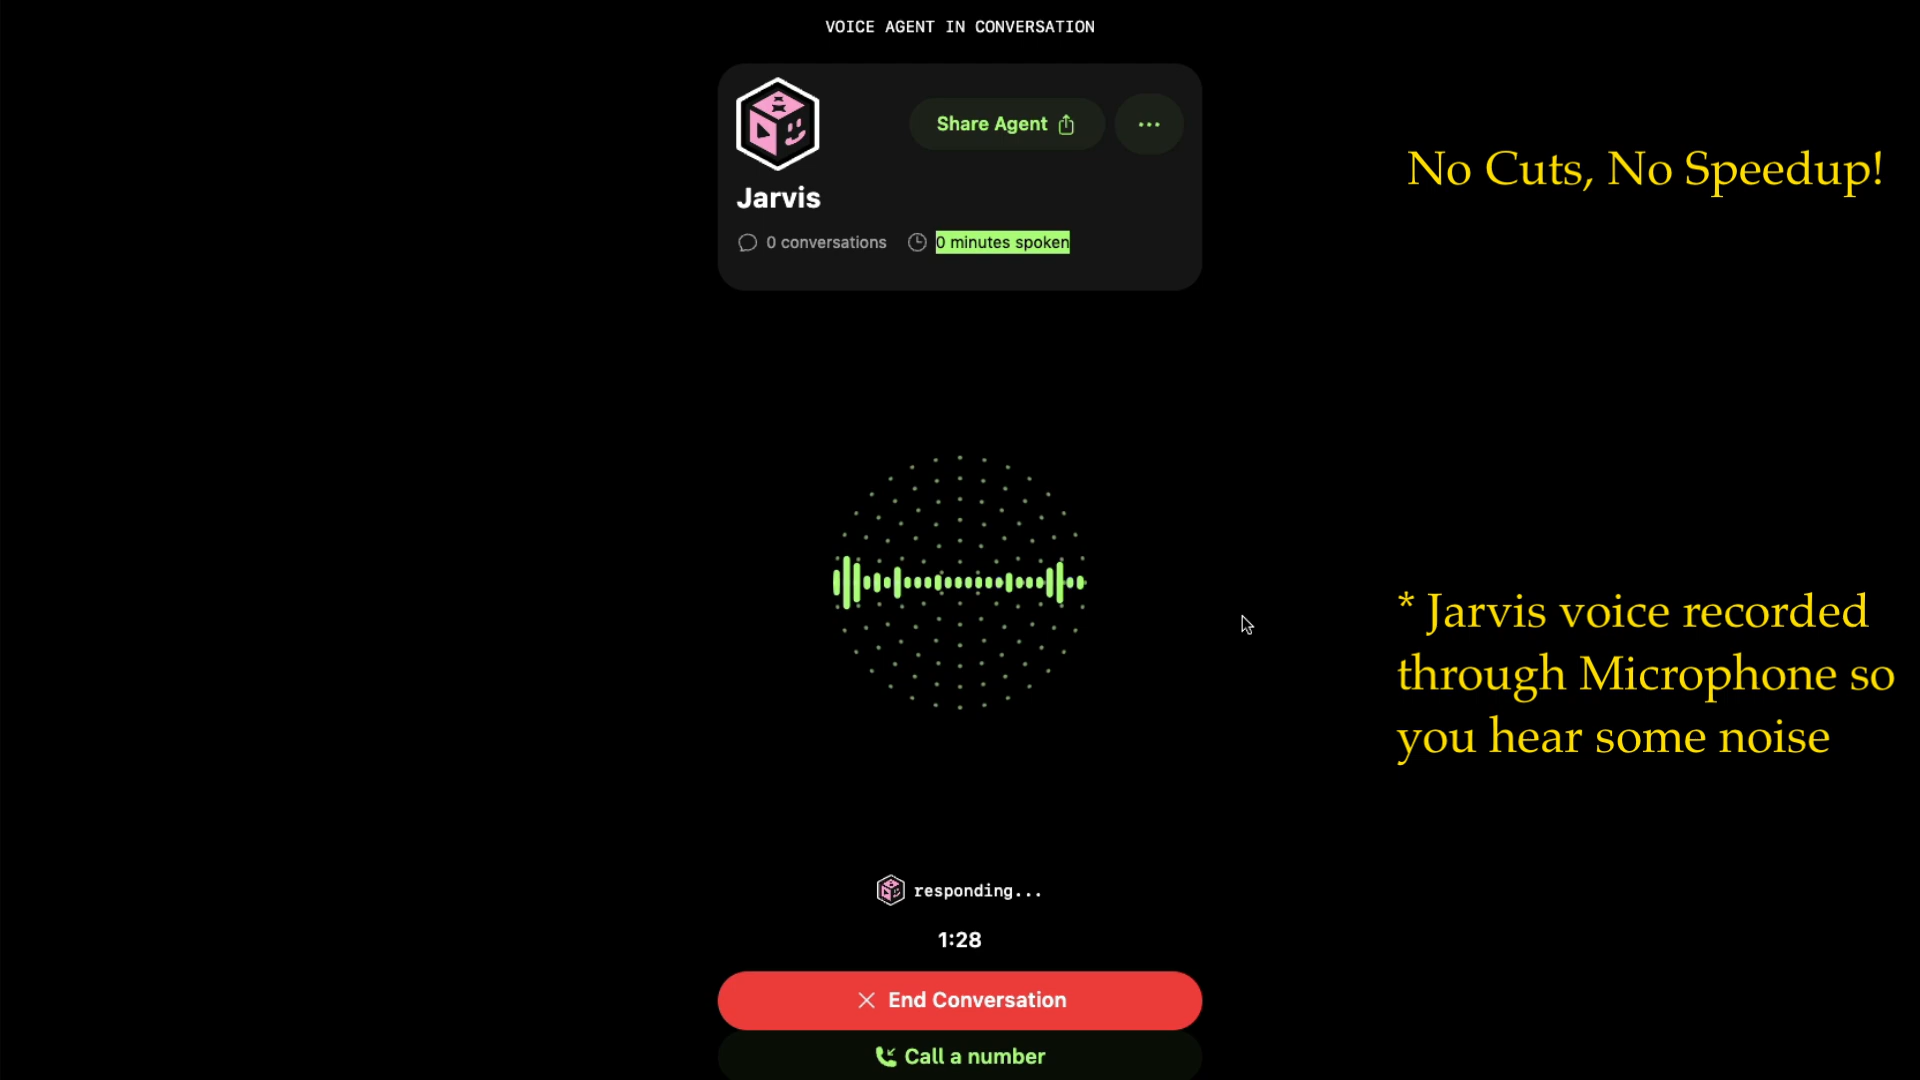 VOICE AGENT IN CONVERSATION
Share Agent
...
Jarvis
0 conversations
0 minutes spoken
No Cuts, No Speedup!
* Jarvis voice recorded
through Microphone so
you hear some noise
responding...
1:28
End Conversation
Call a number